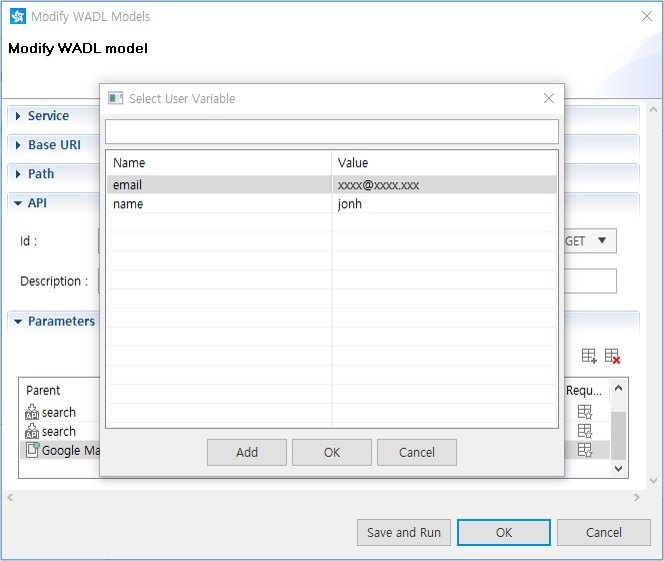 Modify WADL Models
Modify WADL model
Select User Variable
Service
Base URI
Path
API
Id :
GET
Description :
Parameters
Name Value
email xxxx@xxxx.xxx
name jonh
Parent Requ...
search
search
Google Ma
Add OK Cancel
Save and Run OK Cancel